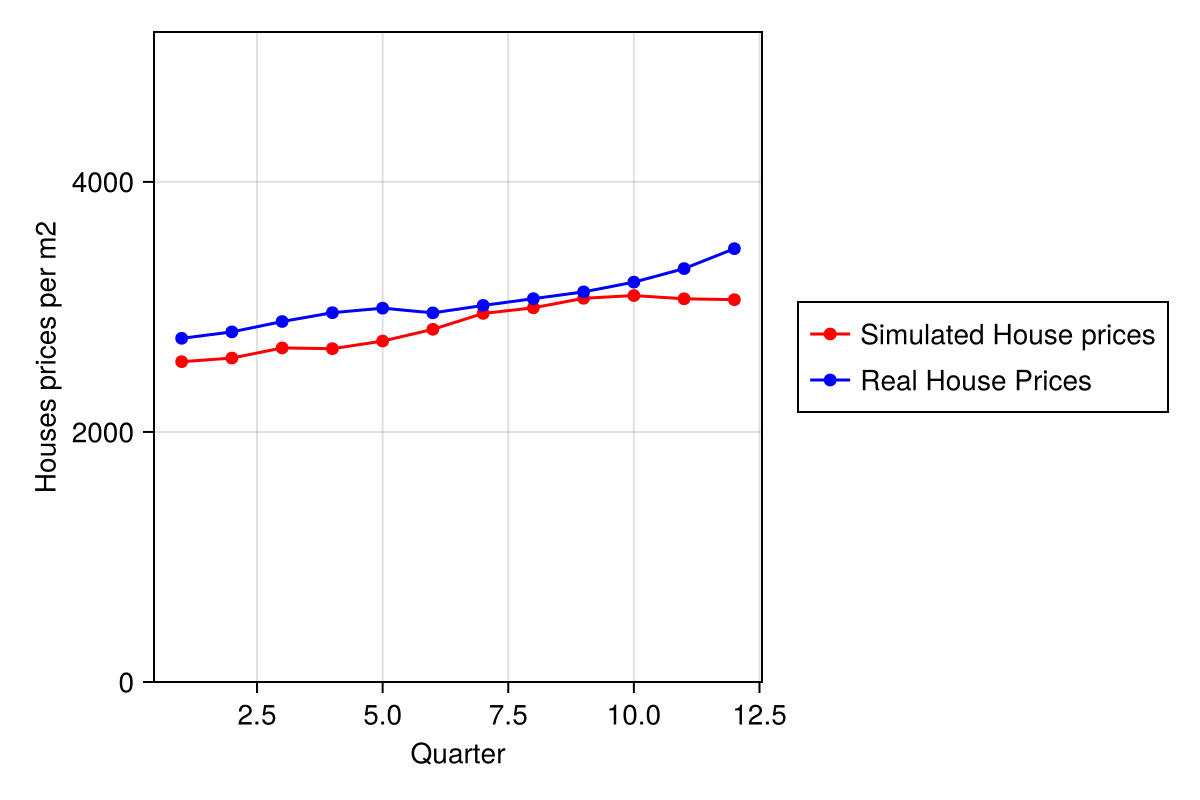 4000
2000
0
Houses prices per m2
2.5 5.0 7.5 10.0 12.5
Quarter
Simulated House prices
Real House Prices